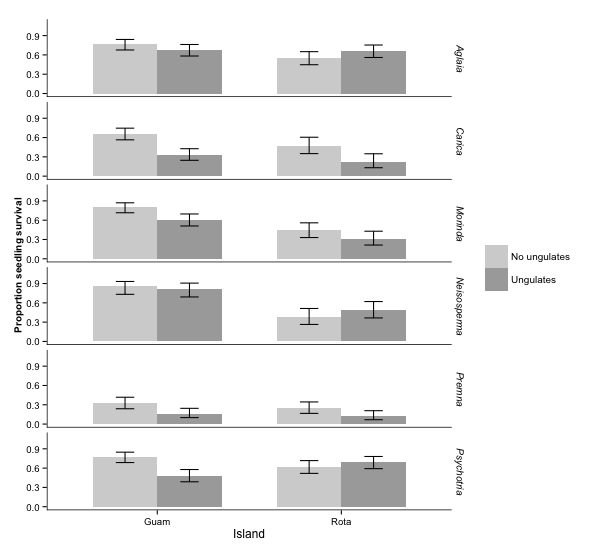 Proportion seedling survival
0.9
0.6
0.3
0.0
Aglaia
0.9
0.6
0.3
0.0
Carica
0.9
0.6
0.3
0.0
Morinda
0.9
0.6
0.3
0.0
Neisosperma
0.9
0.6
0.3
0.0
Premna
0.9
0.6
0.3
0.0
Psychotria
Guam
Rota
Island
No ungulates
Ungulates